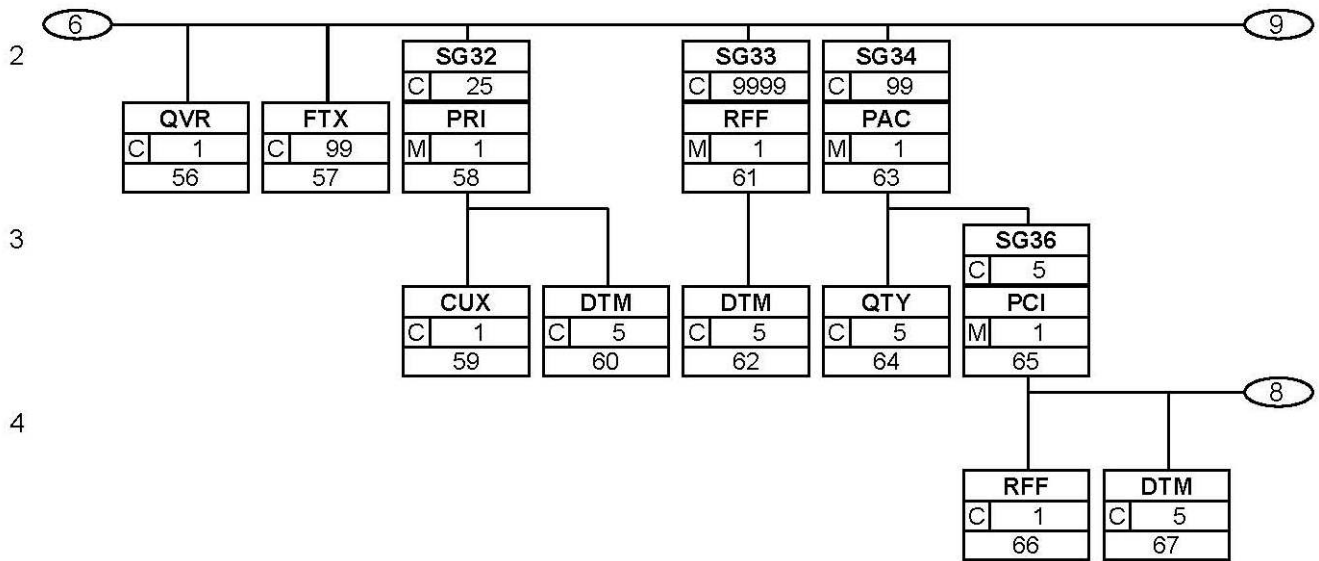 6 9
2
SG32 SG33 SG34
C 25 C 9999 C 99
QVR FTX PRI RFF PAC
C 1 C 99 M 1 M 1 M 1
56 57 58 61 63
3
SG36
C 5
CUX DTM DTM QTY PCI
C 1 C 5 C 5 C 5 M 1
59 60 62 64 65
8
4
RFF DTM
C 1 C 5
66 67